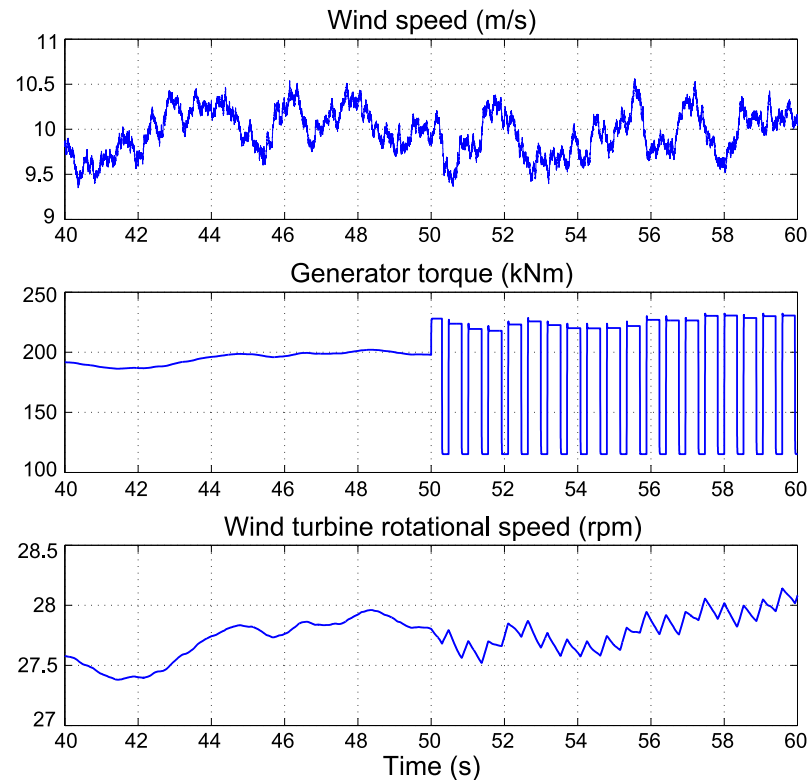 Wind speed (m/s)
11
10.5
10
9.5
9
40 42 44 46 48 50 52 54 56 58 60
Generator torque (kNm)
250
200
150
100
40 42 44 46 48 50 52 54 56 58 60
Wind turbine rotational speed (rpm)
28.5
28
27.5
27
40 42 44 46 48 50 52 54 56 58 60
Time (s)